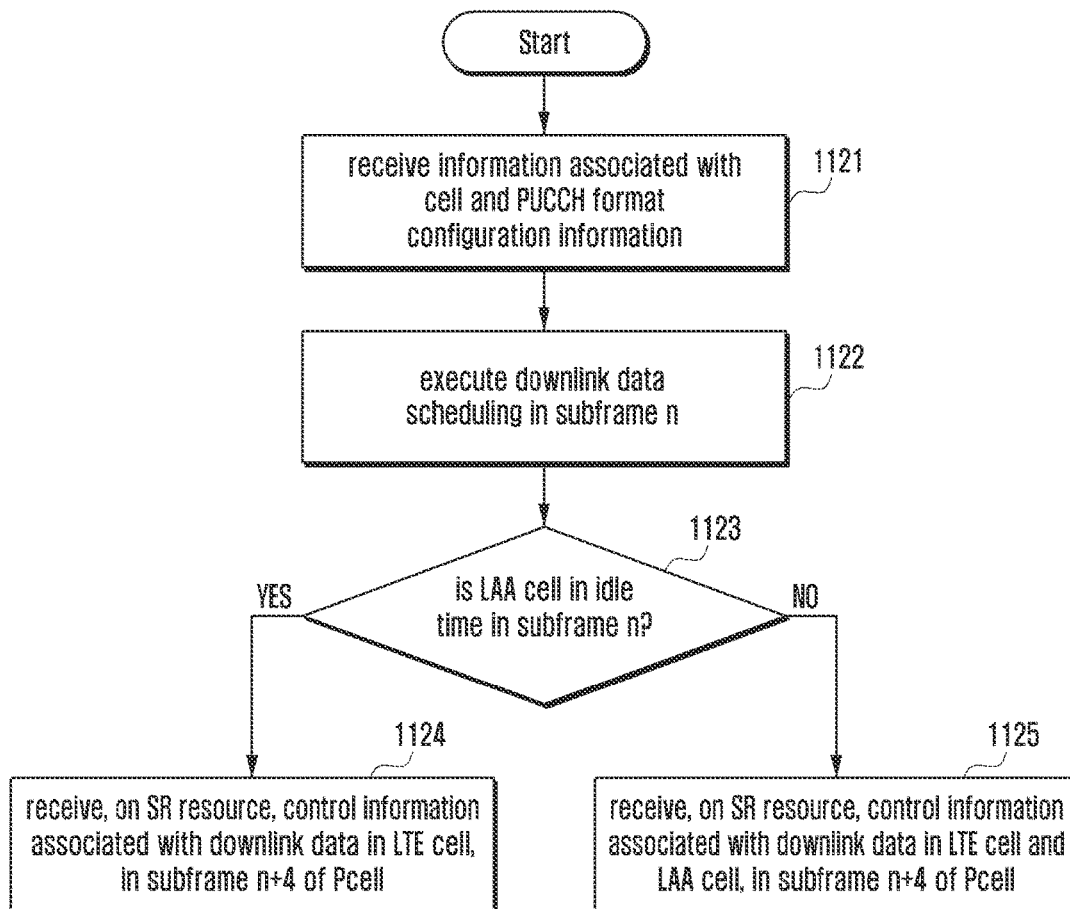 Start
receive information associated with
cell and PUCCH format
configuration information
1121
execute downlink data
scheduling in subframe n
1122
is LAA cell in idle
time in subframe n?
1123
YES
NO
1124
receive, on SR resource, control information
associated with downlink data in LTE cell,
in subframe n+4 of Pcell
1125
receive, on SR resource, control information
associated with downlink data in LTE cell and
LAA cell, in subframe n+4 of Pcell